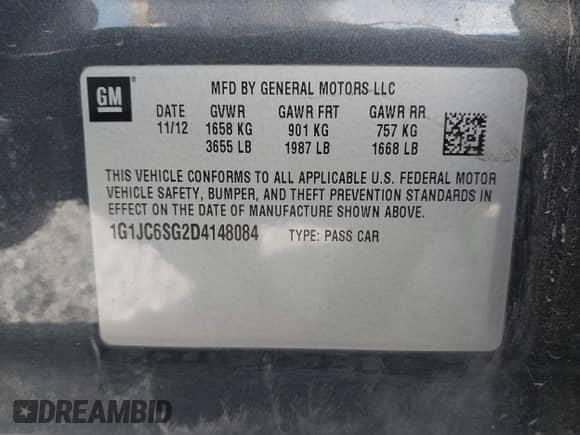 GM ®
MFD BY GENERAL MOTORS LLC
DATE GVWR GAWR FRT GAWR RR
11/12 1658 KG 901 KG 757 KG
3655 LB 1987 LB 1668 LB
THIS VEHICLE CONFORMS TO ALL APPLICABLE U.S. FEDERAL MOTOR
VEHICLE SAFETY, BUMPER, AND THEFT PREVENTION STANDARDS IN
EFFECT ON THE DATE OF MANUFACTURE SHOWN ABOVE.
1G1JC6SG2D4148084 TYPE: PASS CAR
DREAMBID